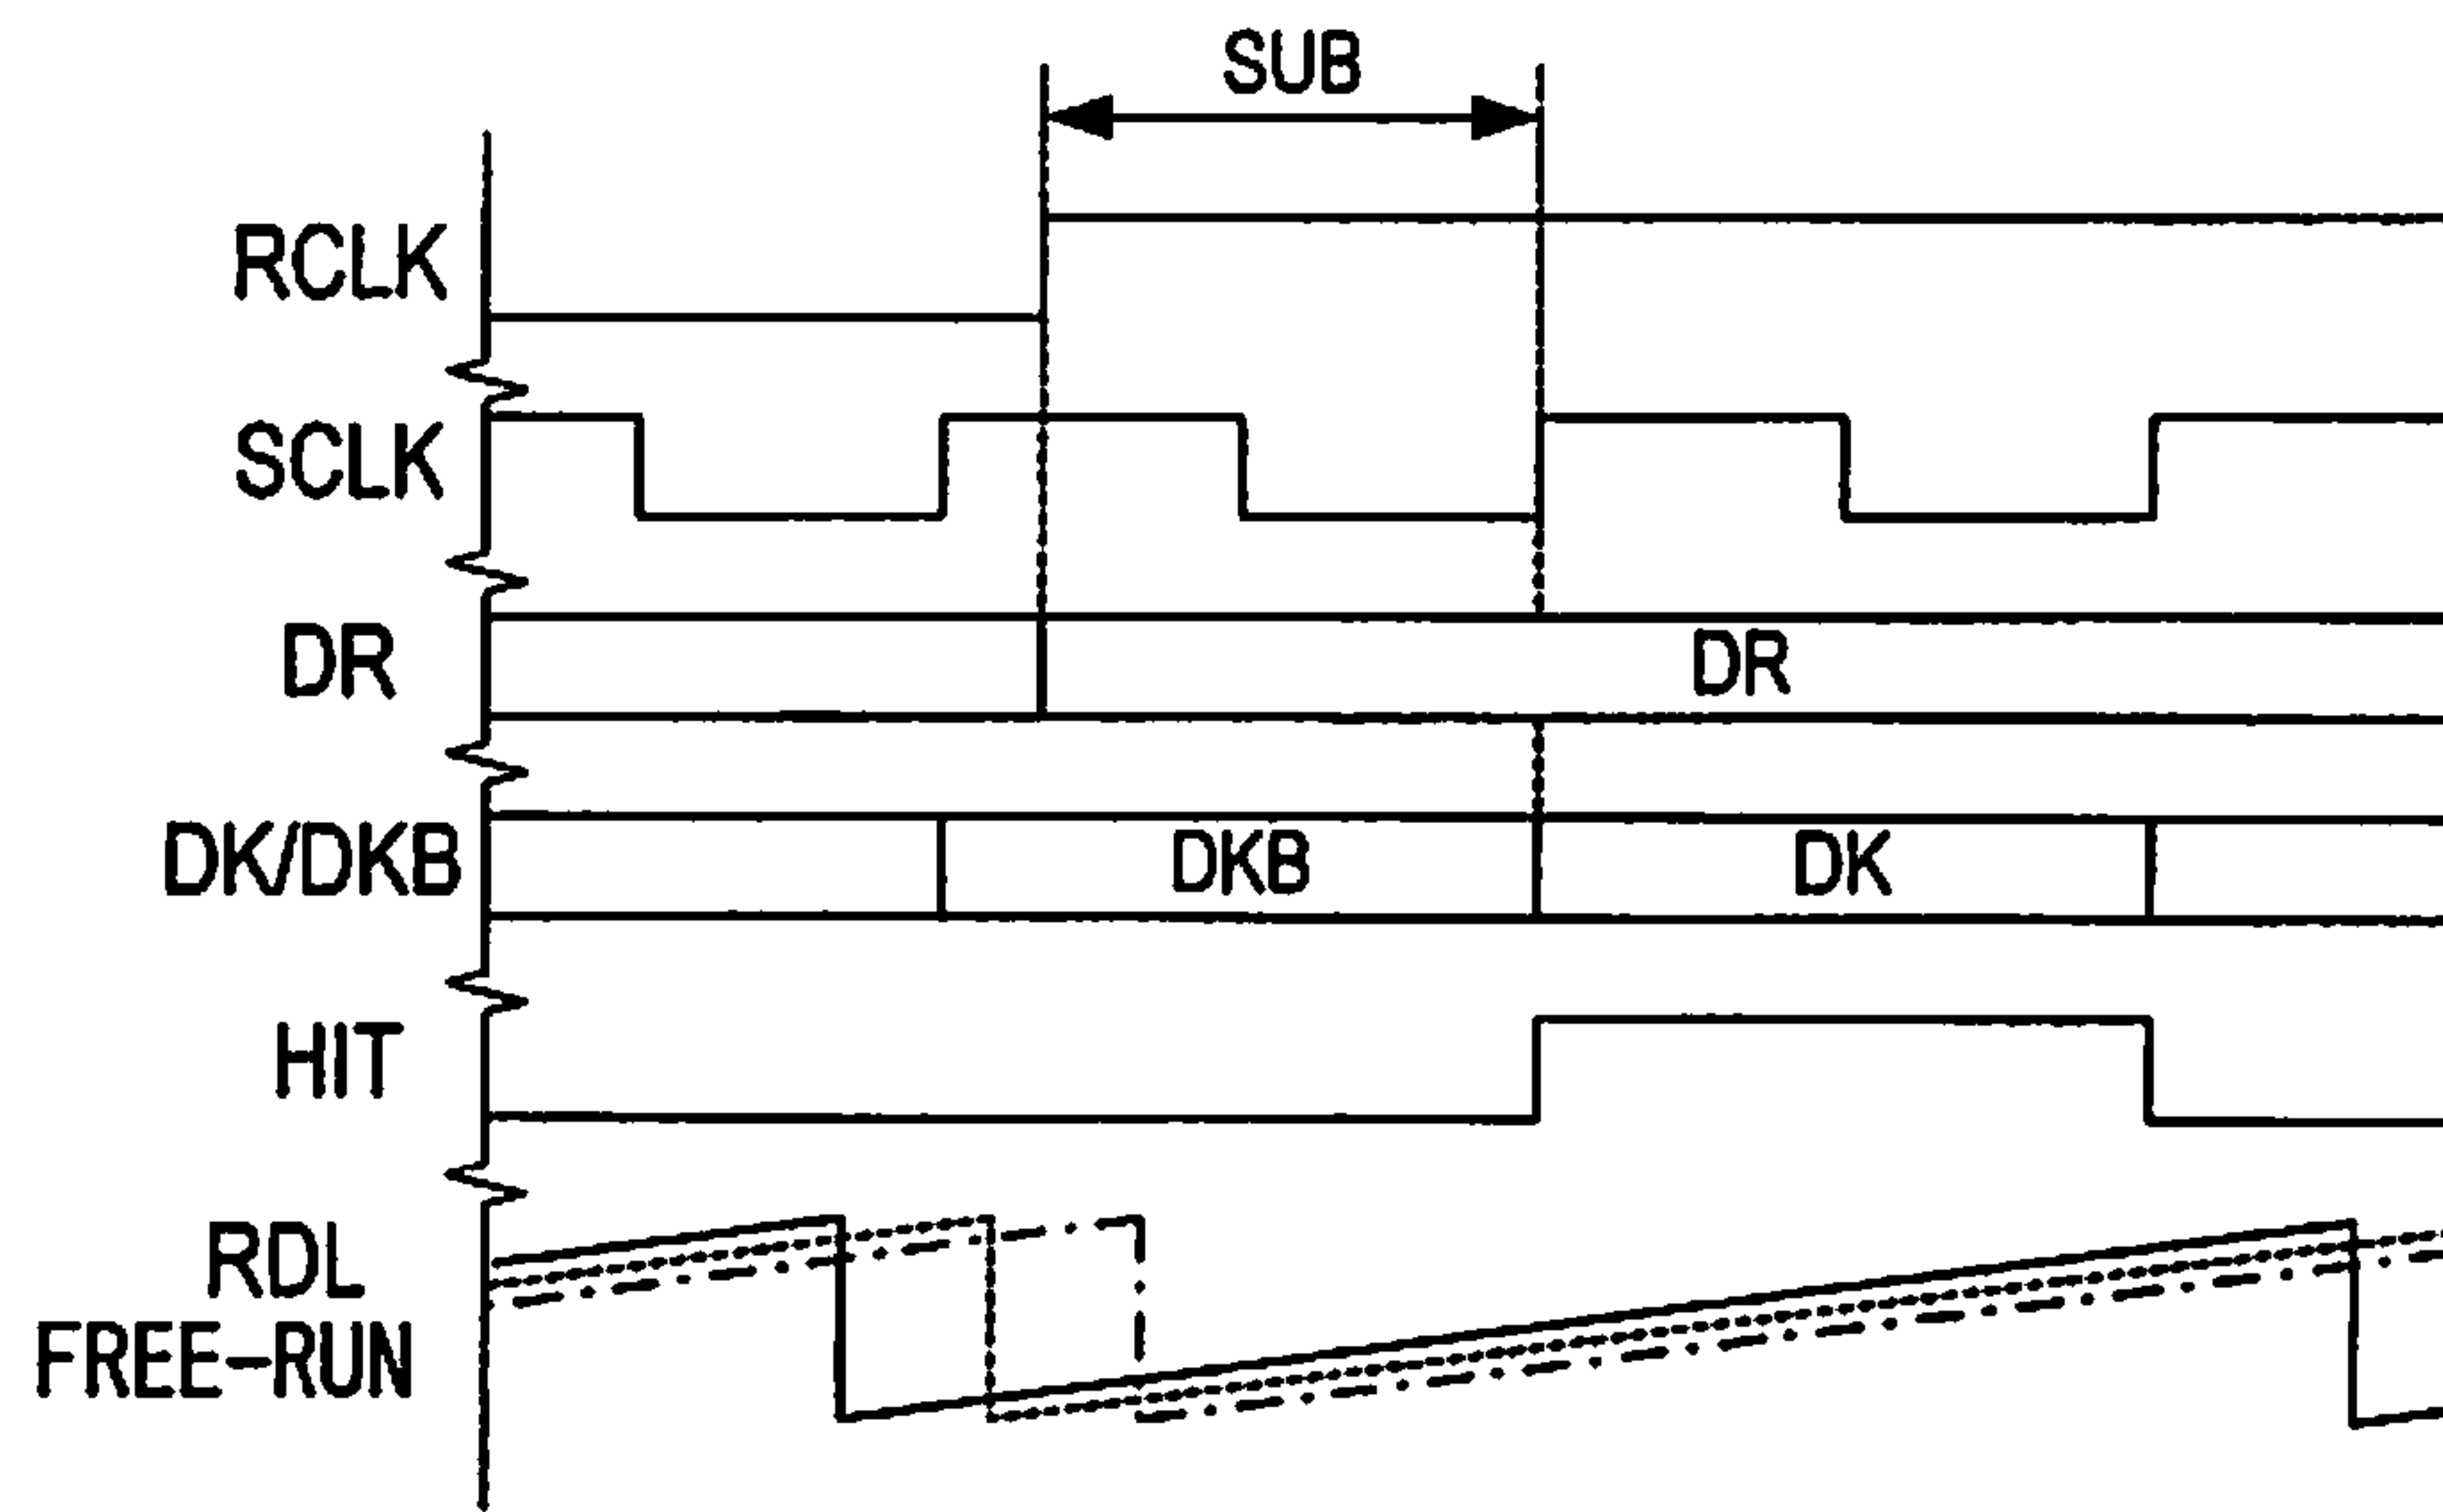 SUB
RCLK
SCLK
DR
DR
DK/DKB
DKB
DK
HIT
RDL
FREE-RUN